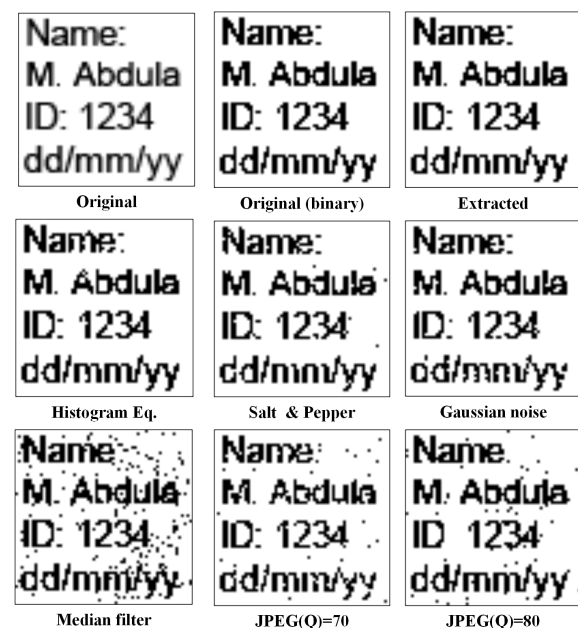 Name:
M. Abdula
ID: 1234
dd/mm/yy
Original
Name:
M. Abdula
ID: 1234
dd/mm/yy
Original (binary)
Name:
M. Abdula
ID: 1234
dd/mm/yy
Extracted
Name:
M. Abdula
ID: 1234
dd/mm/yy
Histogram Eq.
Name:
M. Abdula
ID: 1234
dd/mm/yy
Salt & Pepper
Name:
M. Abdula
ID: 1234
dd/mm/yy
Gaussian noise
Name
M. Abdula
ID: 1234
dd/mm/yy
Median filter
Name:
M. Abdula
ID: 1234
dd/mm/yy
JPEG(Q)=70
Name
M. Abdula
ID 1234
dd/mm/yy
JPEG(Q)=80